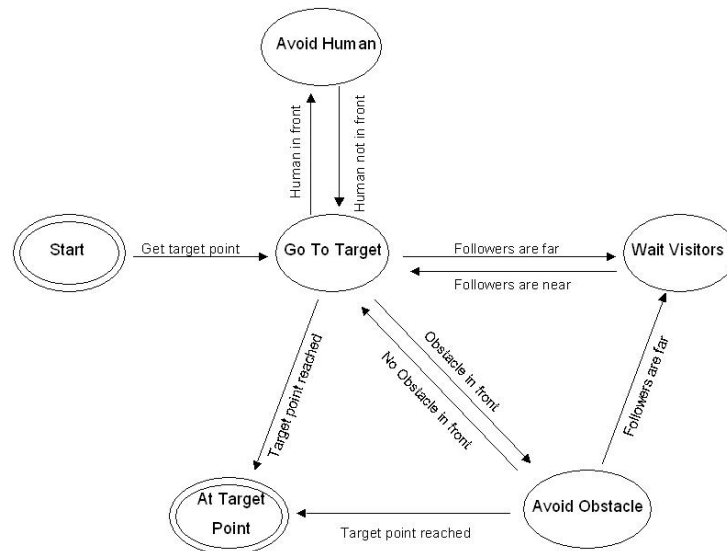 Avoid Human
Human in front
Human not in front
Start
Get target point
Go To Target
Followers are far
Followers are near
Wait Visitors
Target point reached
Obstacle in front
No Obstacle in front
Followers are far
At Target
Point
Target point reached
Avoid Obstacle